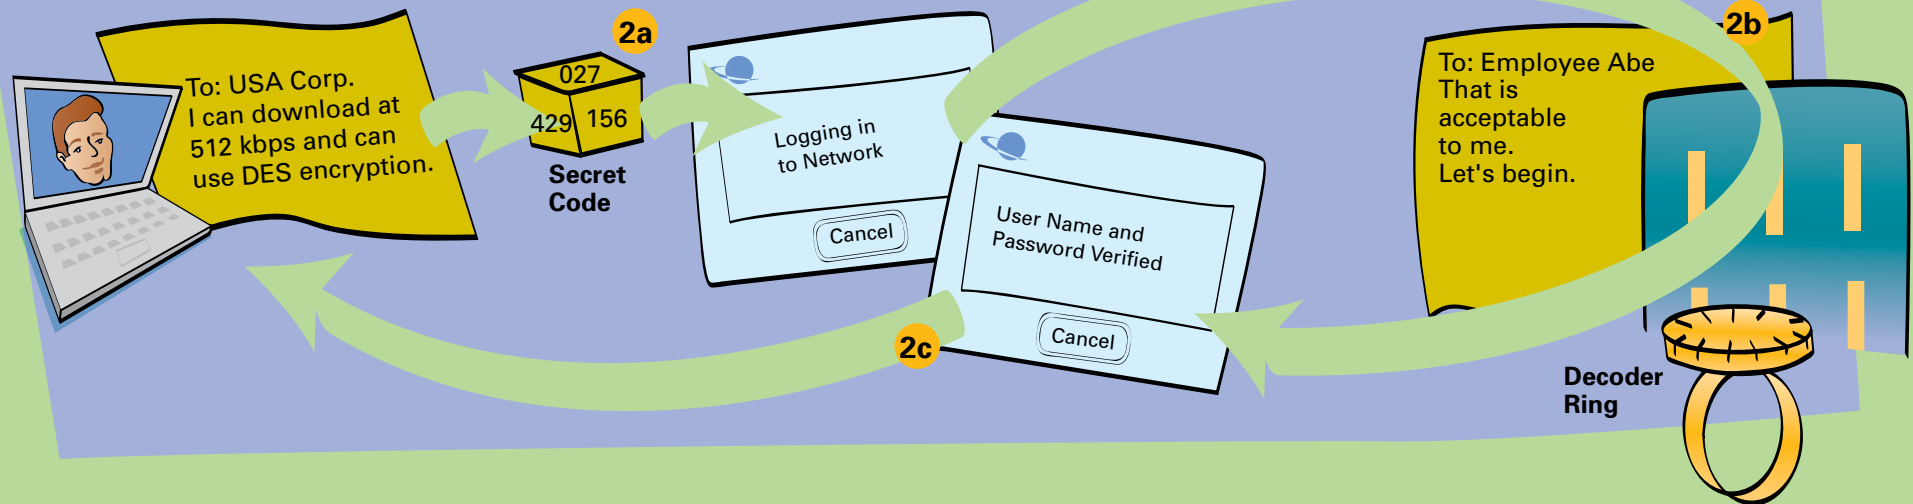 To: USA Corp.
I can download at
512 kbps and can
use DES encryption.
2a
027
429
156
Secret
Code
Logging in
to Network
Cancel
User Name and
Password Verified
Cancel
2b
To: Employee Abe
That is
acceptable
to me.
Let's begin.
2c
Decoder
Ring